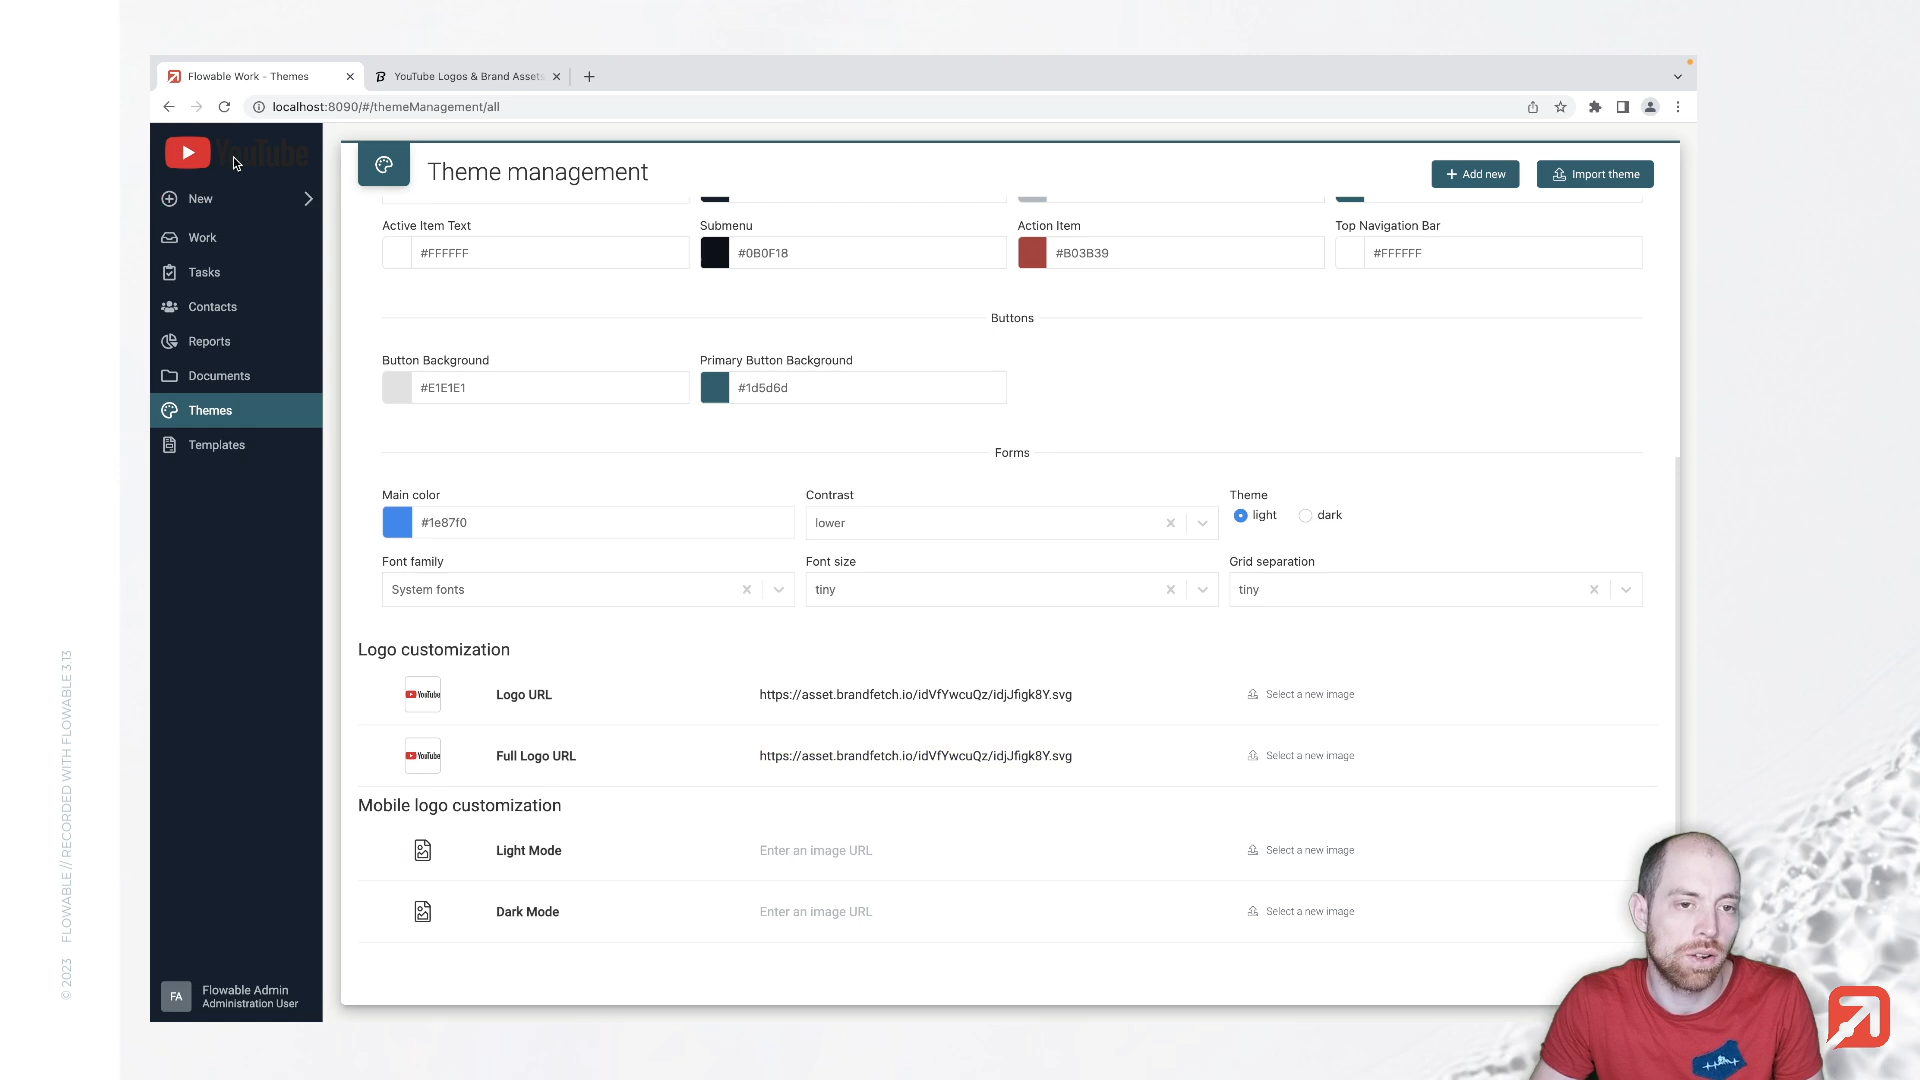 Flowable Work - Themes
YouTube Logos & Brand Assets
localhost:8090/#/themeManagement/all
YouTube
New
Work
Tasks
Contacts
Reports
Documents
Themes
Templates
FA
Flowable Admin
Administration User
Theme management
Add new
Import theme
Active Item Text
Submenu
Action Item
Top Navigation Bar
#FFFFFF
#0B0F18
#B03B39
#FFFFFF
Buttons
Button Background
Primary Button Background
#E1E1E1
#1d5d6d
Forms
Main color
Contrast
Theme
#1e87f0
lower
light
dark
Font family
Font size
Grid separation
System fonts
tiny
tiny
Logo customization
YouTube
Logo URL
https://asset.brandfetch.io/idVfYwcuQz/idjJfigk8Y.svg
Select a new image
YouTube
Full Logo URL
https://asset.brandfetch.io/idVfYwcuQz/idjJfigk8Y.svg
Select a new image
Mobile logo customization
Light Mode
Enter an image URL
Select a new image
Dark Mode
Enter an image URL
Select a new image
© 2023 FLOWABLE // RECORDED WITH FLOWABLE 3.13